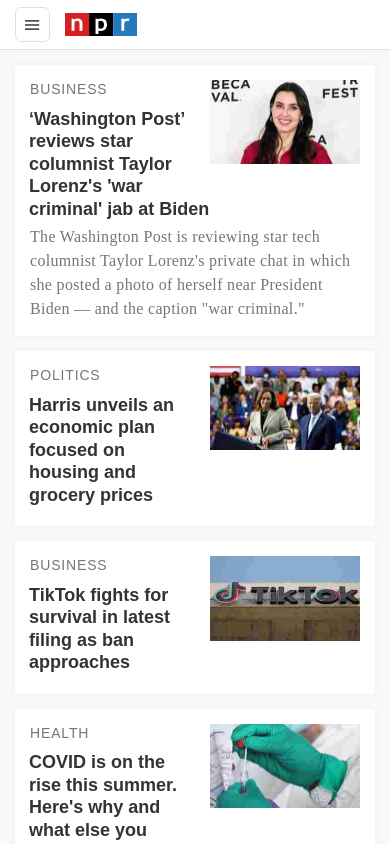 npr
BUSINESS
‘Washington Post’
reviews star
columnist Taylor
Lorenz's 'war
criminal' jab at Biden
BECA
VAL.
FEST
The Washington Post is reviewing star tech
columnist Taylor Lorenz's private chat in which
she posted a photo of herself near President
Biden — and the caption "war criminal."
POLITICS
Harris unveils an
economic plan
focused on
housing and
grocery prices
BUSINESS
TikTok fights for
survival in latest
filing as ban
approaches
TikTok
HEALTH
COVID is on the
rise this summer.
Here's why and
what else you